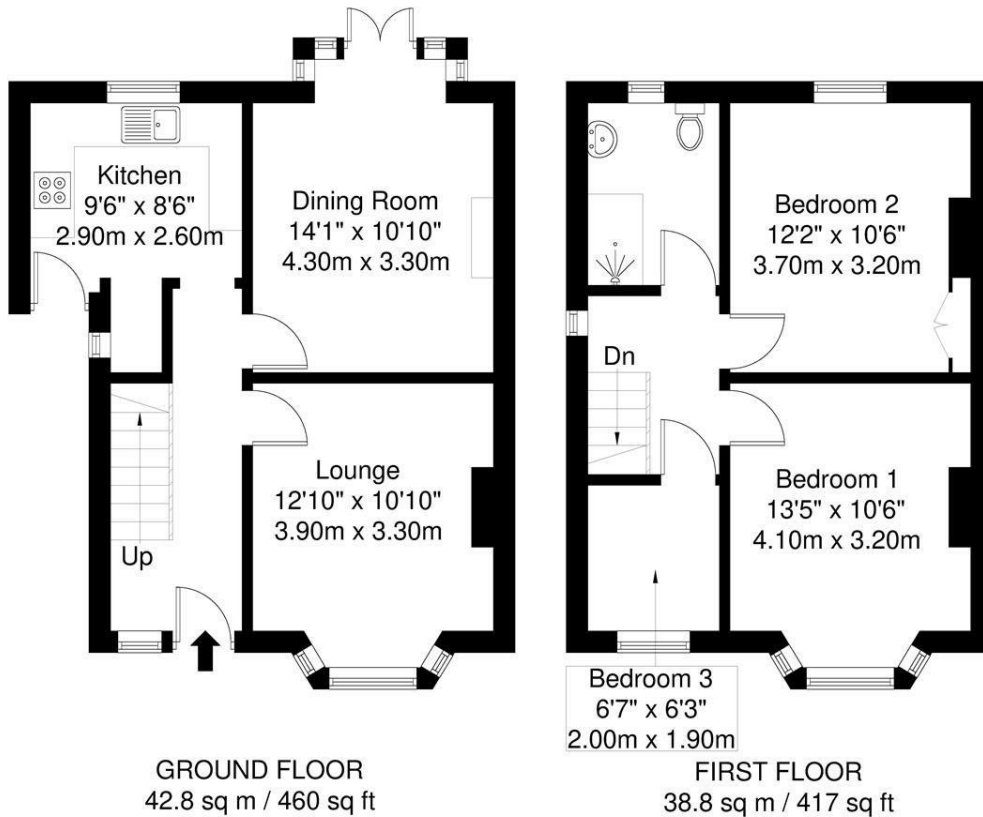 Kitchen
9'6" x 8'6"
2.90m x 2.60m
Dining Room
14'1" x 10'10"
4.30m x 3.30m
Lounge
12'10" x 10'10"
3.90m x 3.30m
Up
GROUND FLOOR
42.8 sq m / 460 sq ft
Bedroom 2
12'2" x 10'6"
3.70m x 3.20m
Dn
Bedroom 1
13'5" x 10'6"
4.10m x 3.20m
Bedroom 3
6'7" x 6'3"
2.00m x 1.90m
FIRST FLOOR
38.8 sq m / 417 sq ft